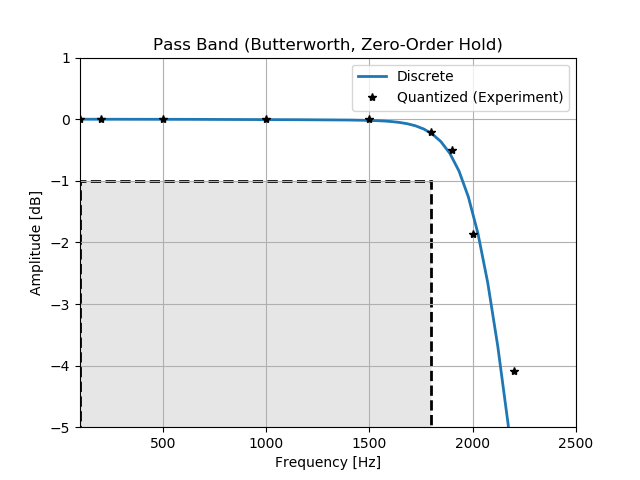 Pass Band (Butterworth, Zero-Order Hold)
Discrete
Quantized (Experiment)
1
0
−1
−2
−3
−4
−5
Amplitude [dB]
500
1000
1500
2000
2500
Frequency [Hz]